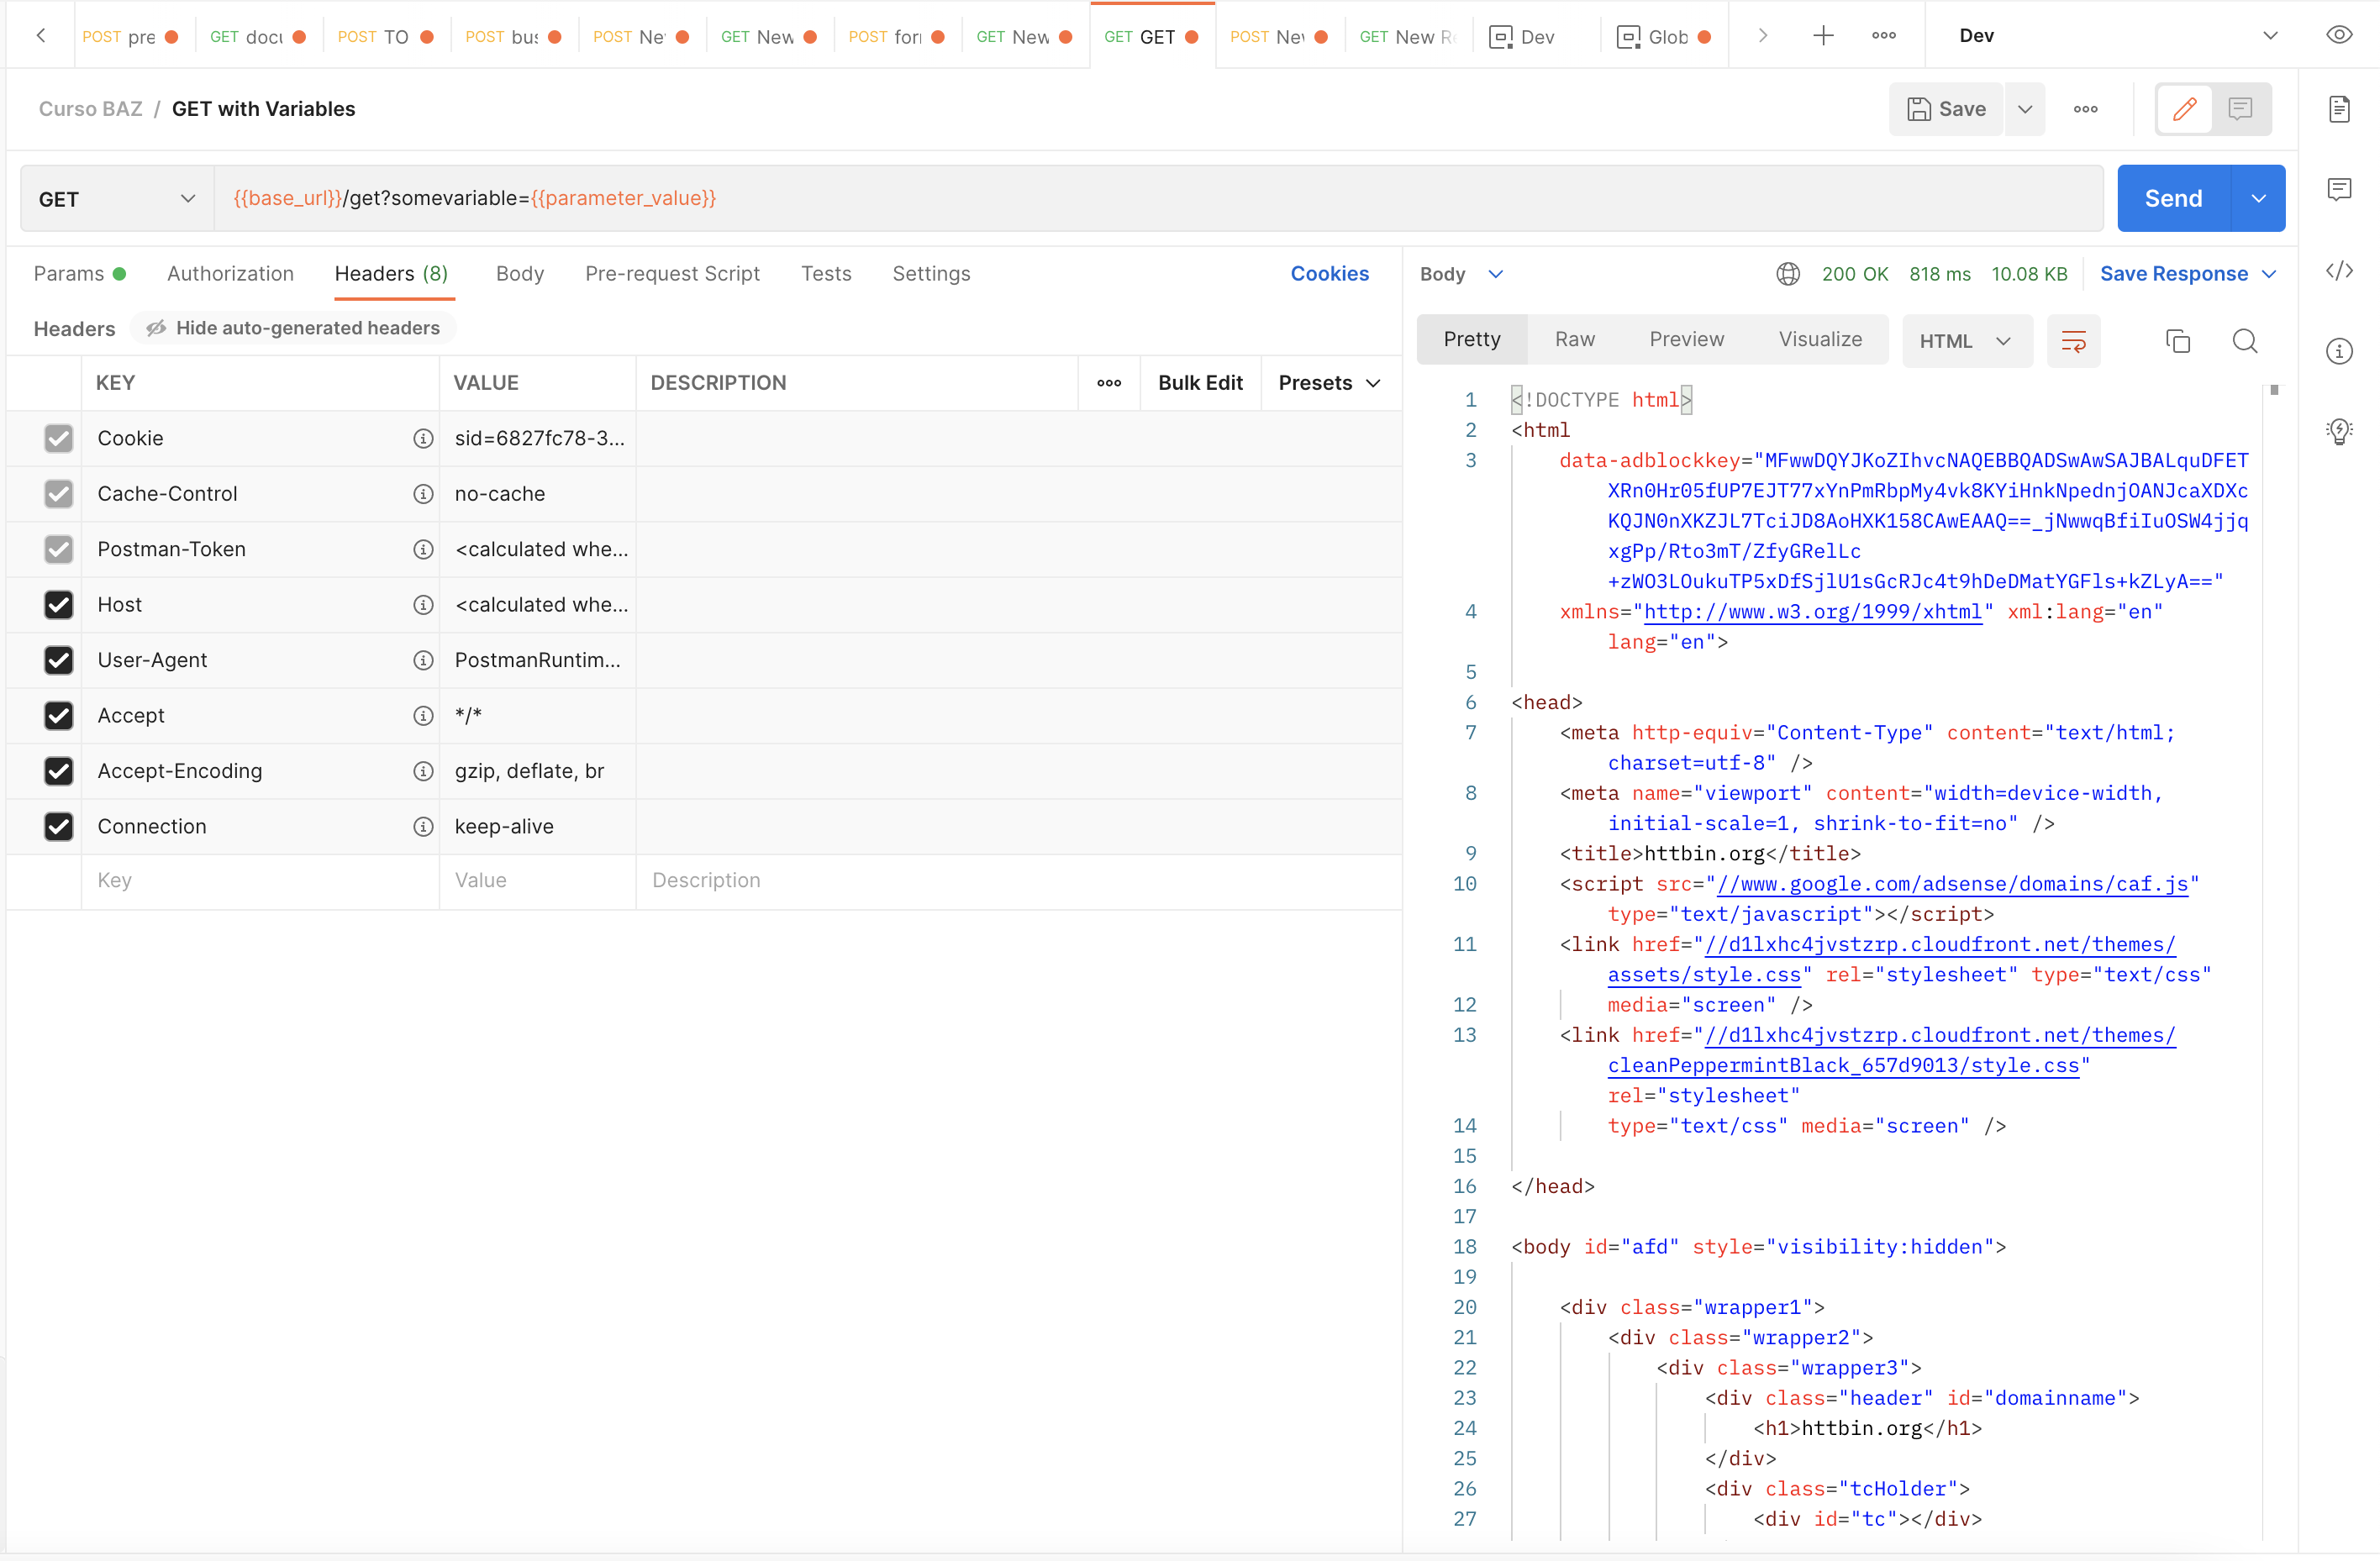 POST pre
GET docu
POST TO
POST bus
POST Nev
GET New
POST forn
GET New
GET GET
POST New
GET New Re
Dev
Glob
Dev
Curso BAZ / GET with Variables
Save
GET
{{base_url}}/get?somevariable={{parameter_value}}
Send
Params
Authorization
Headers (8)
Body
Pre-request Script
Tests
Settings
Cookies
Headers
Hide auto-generated headers
KEY VALUE DESCRIPTION Bulk Edit Presets
Cookie sid=6827fc78-3...
Cache-Control no-cache
Postman-Token <calculated whe...
Host <calculated whe...
User-Agent PostmanRuntim...
Accept */*
Accept-Encoding gzip, deflate, br
Connection keep-alive
Key Value Description
Body
200 OK 818 ms 10.08 KB
Save Response
Pretty Raw Preview Visualize HTML
1 <!DOCTYPE html>
2 <html
3 data-adblockkey="MFwwDQYJKoZIhvcNAQEBBQADSwAwSAJBALquDFET
XRn0Hr05fUP7EJT77xYnPmRbpMy4vk8KYiHnkNpednjOANJcaXDXc
KQJN0nXKZJL7TciJD8AoHXK158CAwEAAQ==_jNwwqBfiIuOSW4jjq
xgPp/Rto3mT/ZfyGRelLc
+zWO3LOukuTP5xDfSjlU1sGcRJc4t9hDeDMatYGFls+kZLyA=="
4 xmlns="http://www.w3.org/1999/xhtml" xml:lang="en"
lang="en">
5
6 <head>
7 <meta http-equiv="Content-Type" content="text/html;
charset=utf-8" />
8 <meta name="viewport" content="width=device-width,
initial-scale=1, shrink-to-fit=no" />
9 <title>httbin.org</title>
10 <script src="//www.google.com/adsense/domains/caf.js"
type="text/javascript"></script>
11 <link href="//d1lxhc4jvstzrp.cloudfront.net/themes/
assets/style.css" rel="stylesheet" type="text/css"
12 media="screen" />
13 <link href="//d1lxhc4jvstzrp.cloudfront.net/themes/
cleanPeppermintBlack_657d9013/style.css"
rel="stylesheet"
14 type="text/css" media="screen" />
15
16 </head>
17
18 <body id="afd" style="visibility:hidden">
19
20 <div class="wrapper1">
21 <div class="wrapper2">
22 <div class="wrapper3">
23 <div class="header" id="domainname">
24 <h1>httbin.org</h1>
25 </div>
26 <div class="tcHolder">
27 <div id="tc"></div>